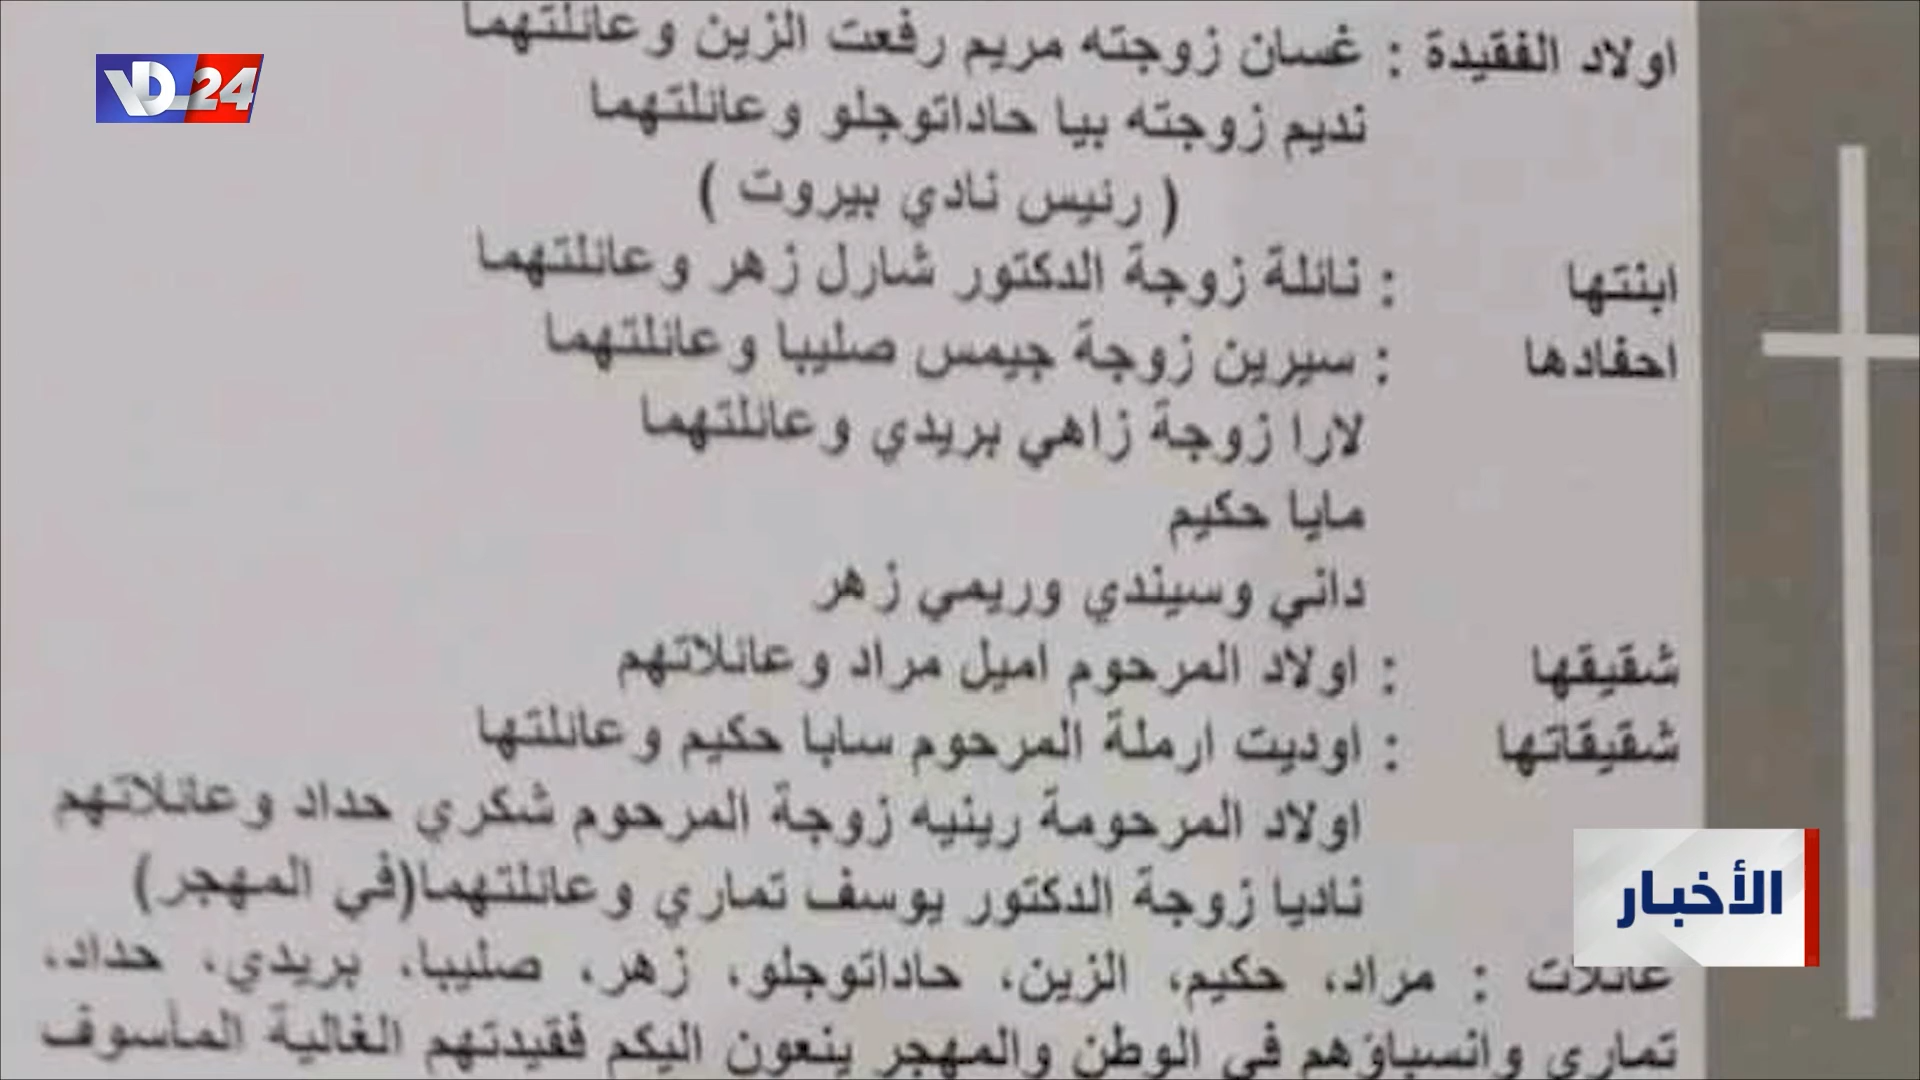 VD_24
اولاد الفقيدة : غسان زوجته مريم رفعت الزين وعائلتهما
نديم زوجته بيا حاداتوجلو وعائلتهما
( رئيس نادي بيروت )
ابنتها : نائلة زوجة الدكتور شارل زهر وعائلتهما
احفادها : سيرين زوجة جيمس صليبا وعائلتهما
لارا زوجة زاهي بريدي وعائلتهما
مايا حكيم
داني وسيندي وريمي زهر
شقيقها : اولاد المرحوم اميل مراد وعائلاتهم
شقيقاتها : اوديت ارملة المرحوم سابا حكيم وعائلتها
اولاد المرحومة رينيه زوجة المرحوم شكري حداد وعائلاتهم
ناديا زوجة الدكتور يوسف تماري وعائلتهما(في المهجر)
الأخبار
عائلات : مراد، حكيم، الزين، حاداتوجلو، زهر، صليبا، بريدي، حداد،
تماري وانسباؤهم في الوطن والمهجر ينعون اليكم فقيدتهم الغالية المأسوف